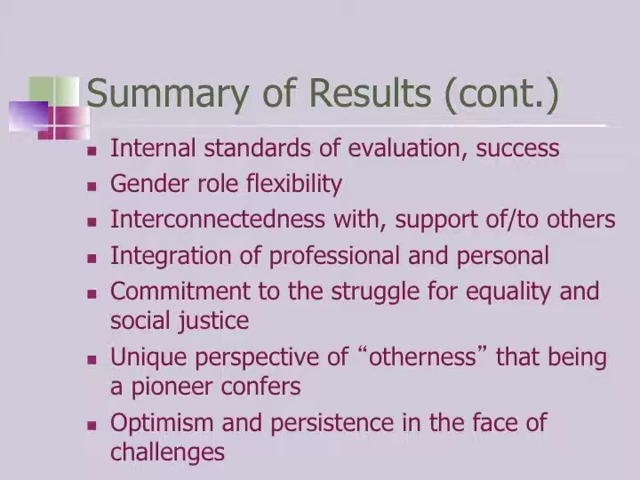 Summary of Results (cont.)
Internal standards of evaluation, success
Gender role flexibility
Interconnectedness with, support of/to others
Integration of professional and personal
Commitment to the struggle for equality and
social justice
Unique perspective of “otherness” that being
a pioneer confers
Optimism and persistence in the face of
challenges